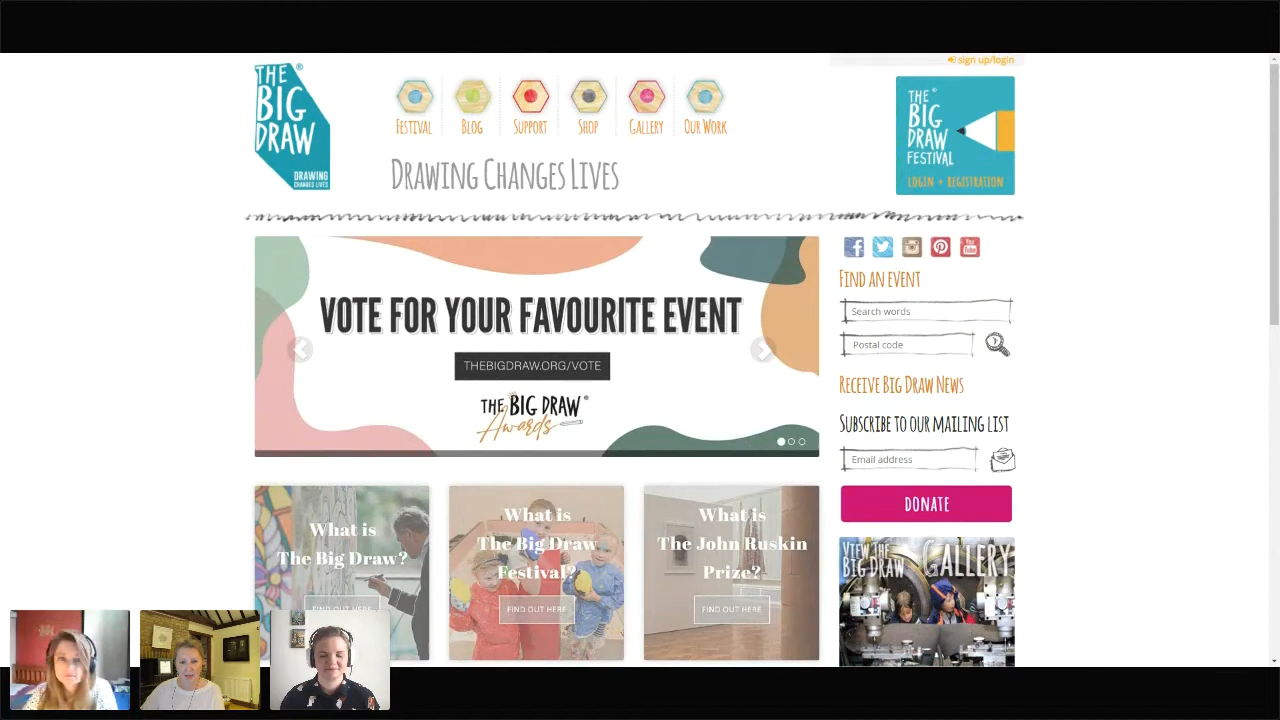 sign up/login
THE
BIG
DRAW
DRAWING
CHANGES LIVES
FESTIVAL
BLOG
SUPPORT
SHOP
GALLERY
OUR WORK
DRAWING CHANGES LIVES
THE
BIG
DRAW
FESTIVAL
LOGIN + REGISTRATION
VOTE FOR YOUR FAVOURITE EVENT
THEBIGDRAW.ORG/VOTE
THE BIG DRAW
Awards
FIND AN EVENT
Search words
Postal code
RECEIVE BIG DRAW NEWS
SUBSCRIBE TO OUR MAILING LIST
Email address
DONATE
VIEW THE
BIG DRAW GALLERY
What is
The Big Draw?
FIND OUT HERE
What is
The Big Draw
Festival?
FIND OUT HERE
What is
The John Ruskin
Prize?
FIND OUT HERE